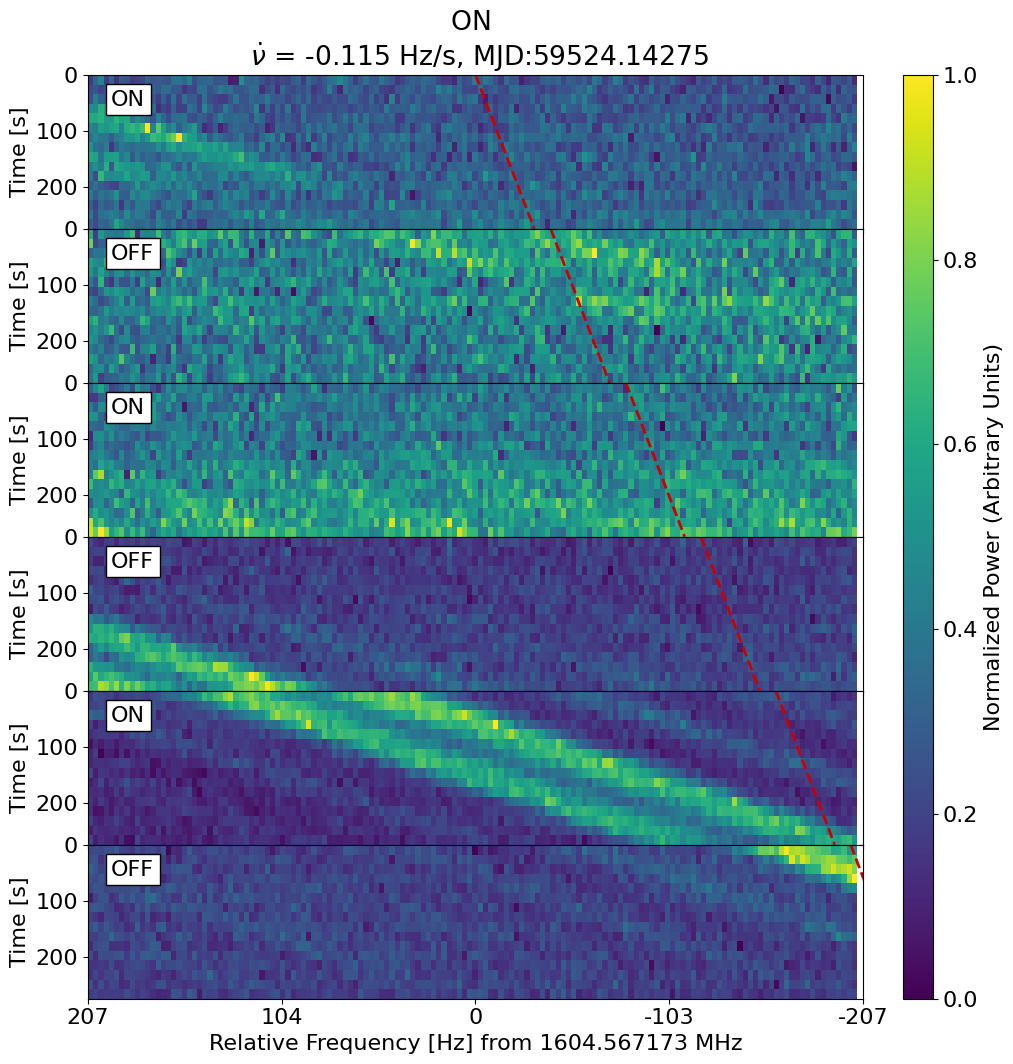 ON
ν̇ = -0.115 Hz/s, MJD:59524.14275
0
ON
100
200
Time [s]
0
OFF
100
200
Time [s]
0
ON
100
200
Time [s]
0
OFF
100
200
Time [s]
0
ON
100
200
Time [s]
0
OFF
100
200
Time [s]
207 104 0 -103 -207
Relative Frequency [Hz] from 1604.567173 MHz
1.0
0.8
0.6
0.4
0.2
0.0
Normalized Power (Arbitrary Units)